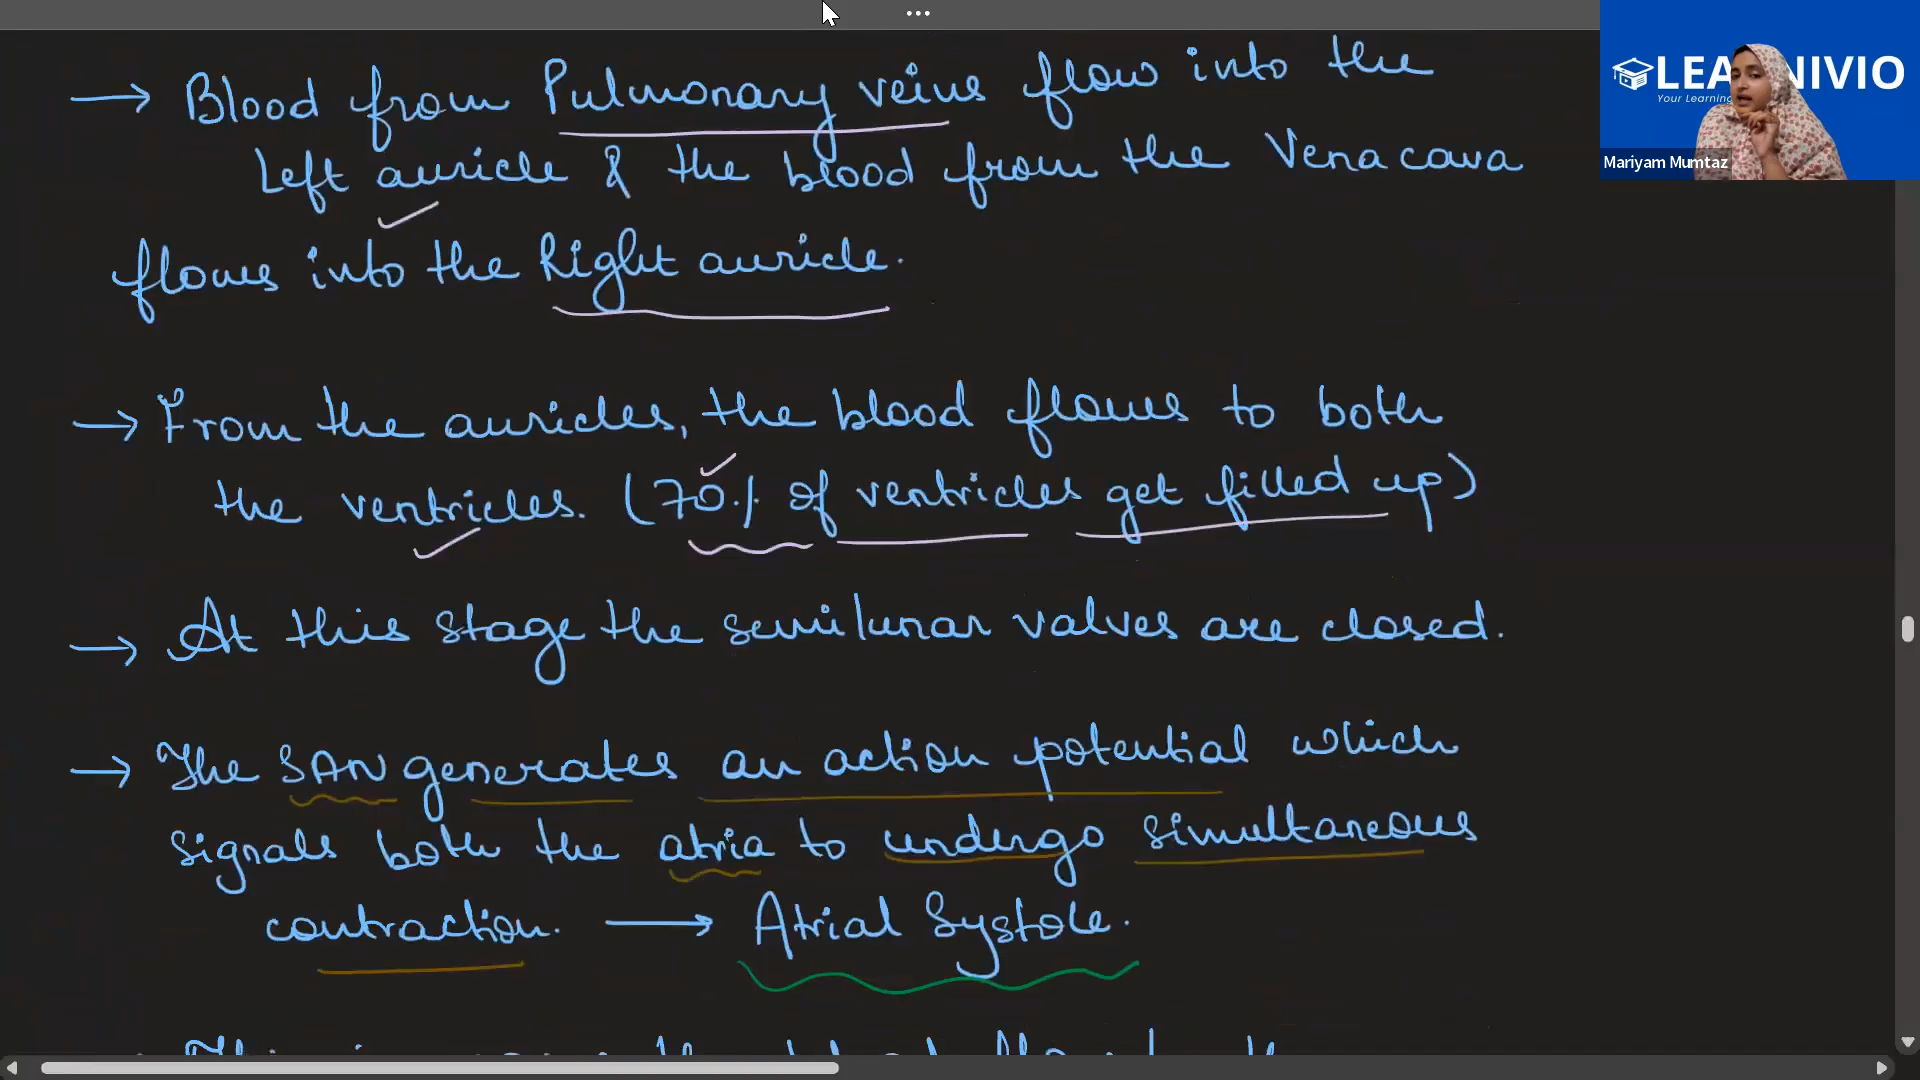 → Blood from Pulmonary veins flow into the
Left auricle & the blood from the Vena cava
flows into the Right auricle.
→ From the auricles, the blood flows to both
the ventricles. (70% of ventricles get filled up)
→ At this stage the semilunar valves are closed.
→ The SAN generates an action potential which
signals both the atria to undergo simultaneous
contraction. → Atrial Systole.
LEA NIVIO
Your Learning
Mariyam Mumtaz